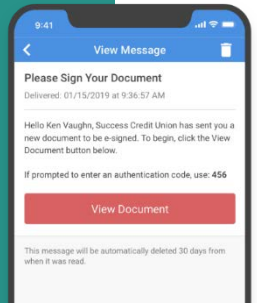 9:41
View Message
Please Sign Your Document
Delivered: 01/15/2019 at 9:36:57 AM
Hello Ken Vaughn, Success Credit Union has sent you a
new document to be e-signed. To begin, click the View
Document button below.
If prompted to enter an authentication code, use: 456
View Document
This message will be automatically deleted 30 days from
when it was read.